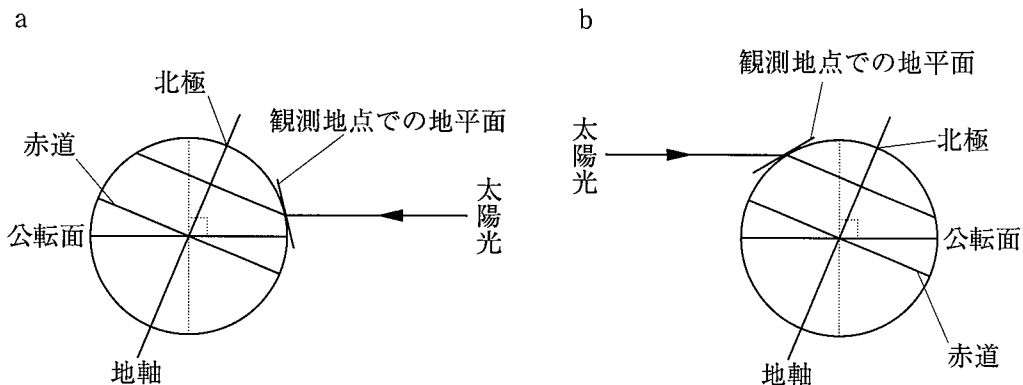 a
北極
観測地点での地平面
赤道
太陽光
公転面
地軸
b
観測地点での地平面
太陽光
北極
公転面
赤道
地軸